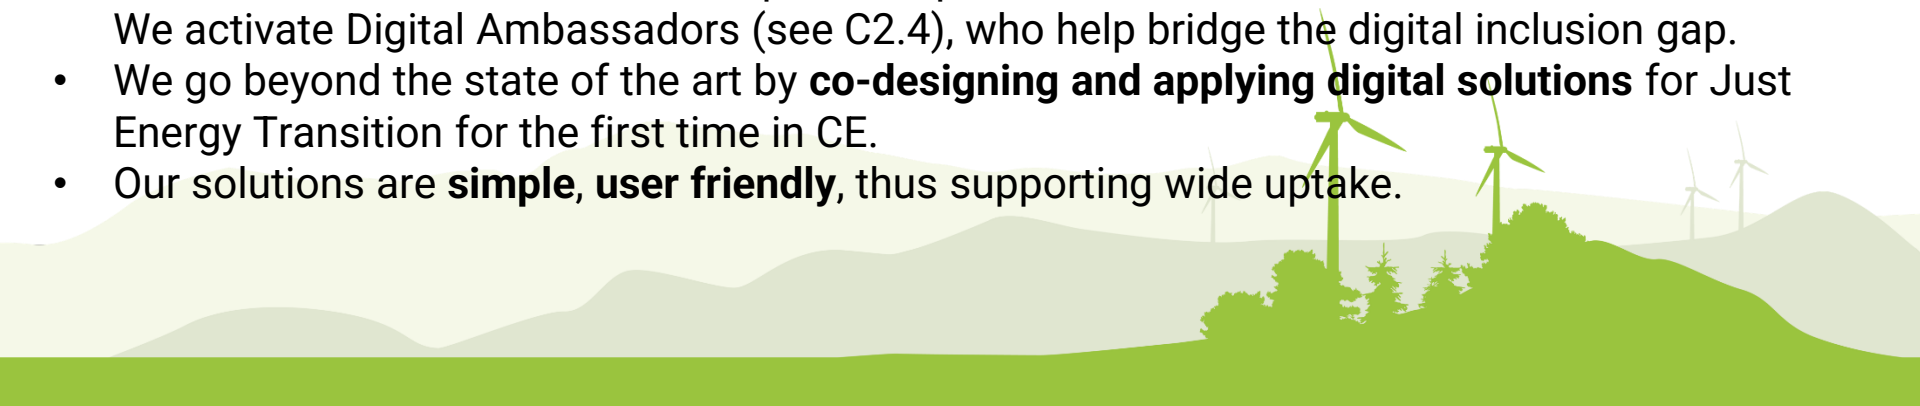 We activate Digital Ambassadors (see C2.4), who help bridge the digital inclusion gap.
• We go beyond the state of the art by co-designing and applying digital solutions for Just
Energy Transition for the first time in CE.
• Our solutions are simple, user friendly, thus supporting wide uptake.